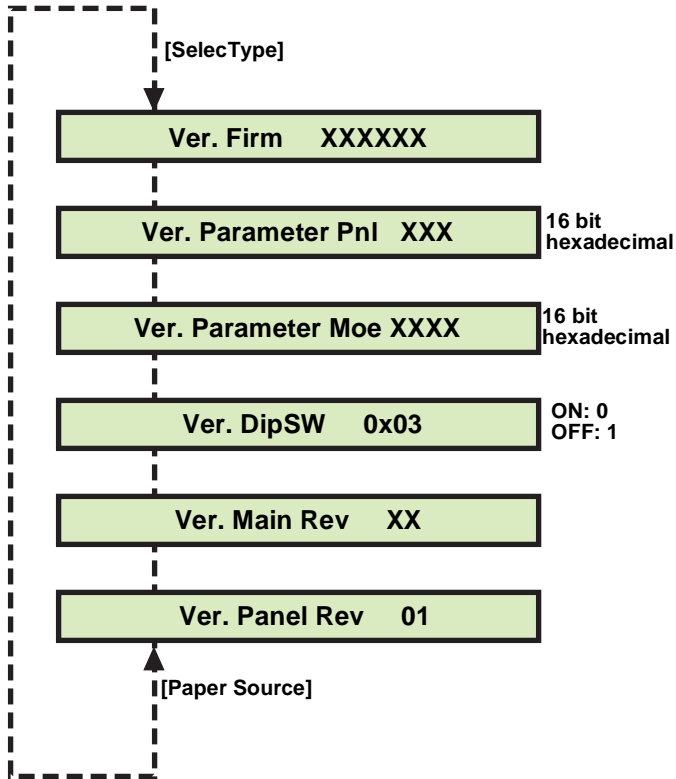 [SelecType]
Ver. Firm XXXXXX
Ver. Parameter Pnl XXX
16 bit
hexadecimal
Ver. Parameter Moe XXXX
16 bit
hexadecimal
Ver. DipSW 0x03
ON: 0
OFF: 1
Ver. Main Rev XX
Ver. Panel Rev 01
[Paper Source]